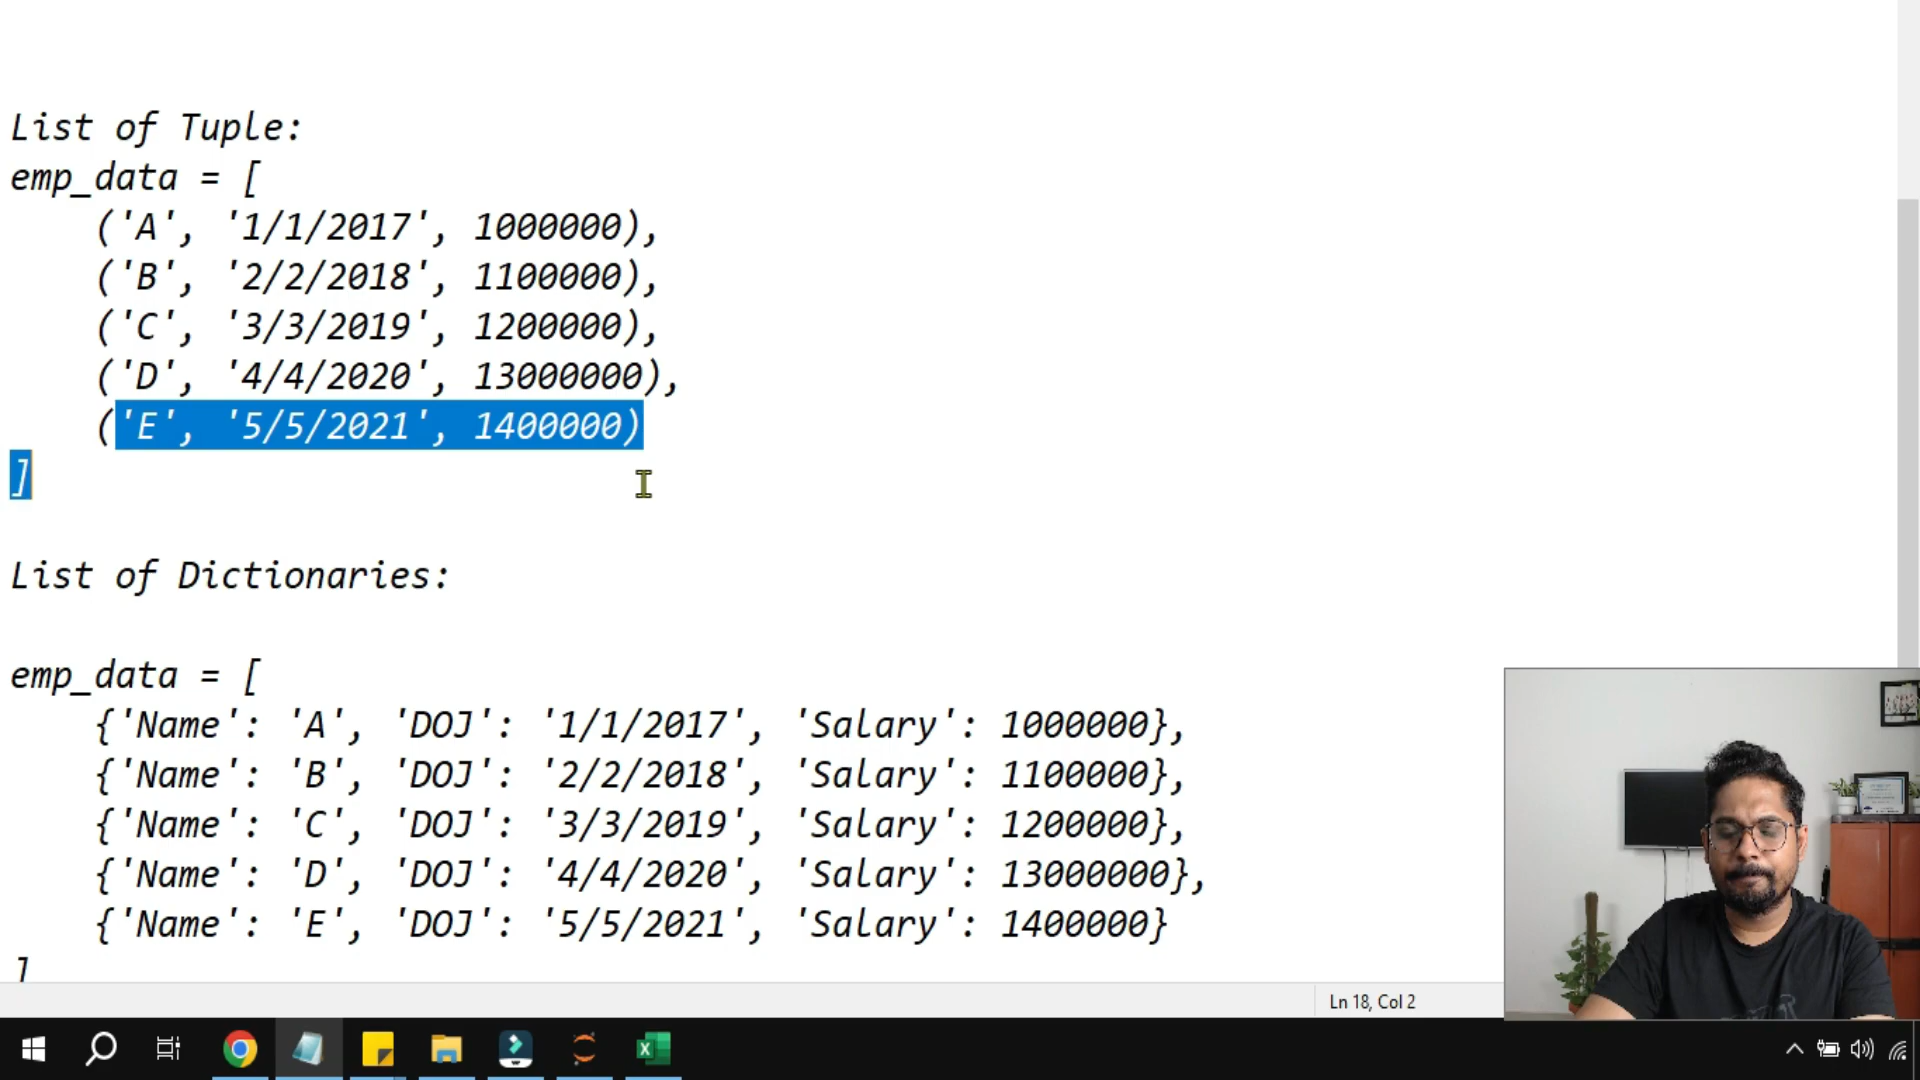 List of Tuple:
emp_data = [
('A', '1/1/2017', 1000000),
('B', '2/2/2018', 1100000),
('C', '3/3/2019', 1200000),
('D', '4/4/2020', 13000000),
('E', '5/5/2021', 1400000)
]
List of Dictionaries:
emp_data = [
{'Name': 'A', 'DOJ': '1/1/2017', 'Salary': 1000000},
{'Name': 'B', 'DOJ': '2/2/2018', 'Salary': 1100000},
{'Name': 'C', 'DOJ': '3/3/2019', 'Salary': 1200000},
{'Name': 'D', 'DOJ': '4/4/2020', 'Salary': 13000000},
{'Name': 'E', 'DOJ': '5/5/2021', 'Salary': 1400000}
]
Ln 18, Col 2